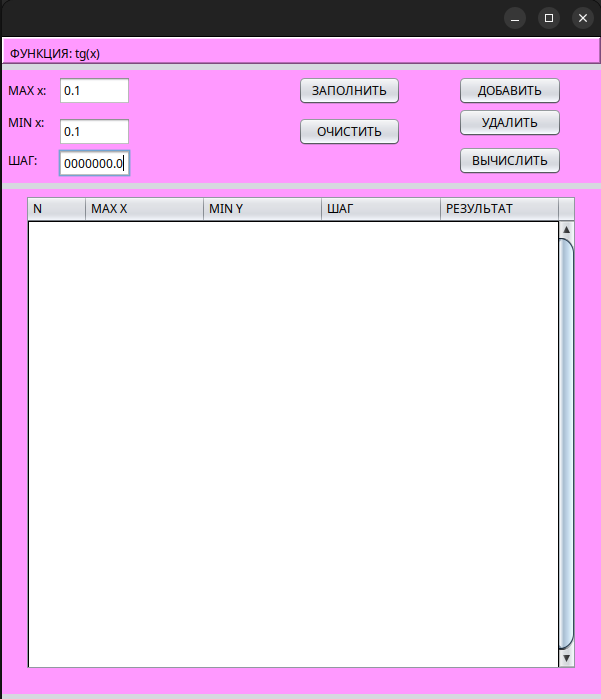 ФУНКЦИЯ: tg(x)
MAX x: 0.1 ЗАПОЛНИТЬ ДОБАВИТЬ
MIN x: 0.1 ОЧИСТИТЬ УДАЛИТЬ
ШАГ: 0000000.0 ВЫЧИСЛИТЬ
N MAX X MIN Y ШАГ РЕЗУЛЬТАТ